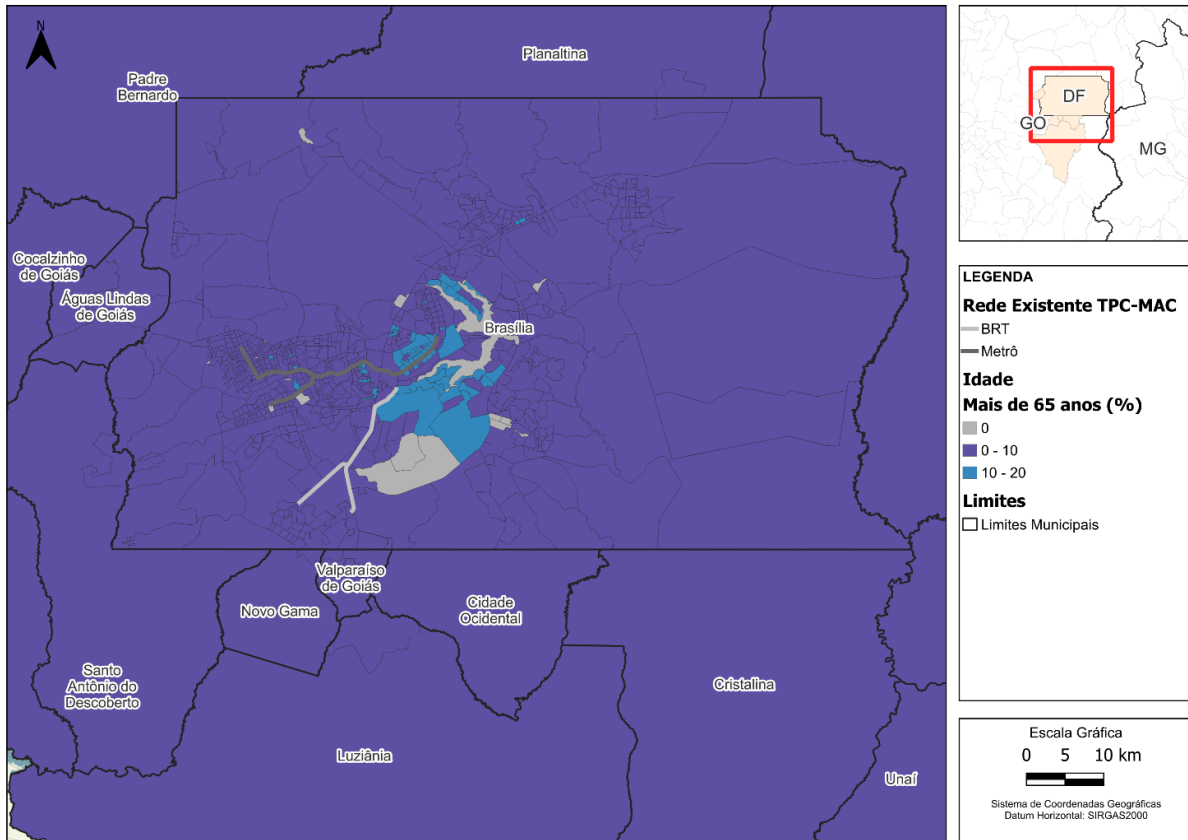 N
Planaltina
Padre
Bernardo
Cocalzinho
de Goiás
Águas Lindas
de Goiás
Brasília
Valparaíso
de Goiás
Novo Gama
Cidade
Ocidental
Santo
Antônio do
Descoberto
Cristalina
Luziânia
Unaí
DF
GO
MG
LEGENDA
Rede Existente TPC-MAC
BRT
Metrô
Idade
Mais de 65 anos (%)
0
0 - 10
10 - 20
Limites
Limites Municipais
Escala Gráfica
0 5 10 km
Sistema de Coordenadas Geográficas
Datum Horizontal: SIRGAS2000